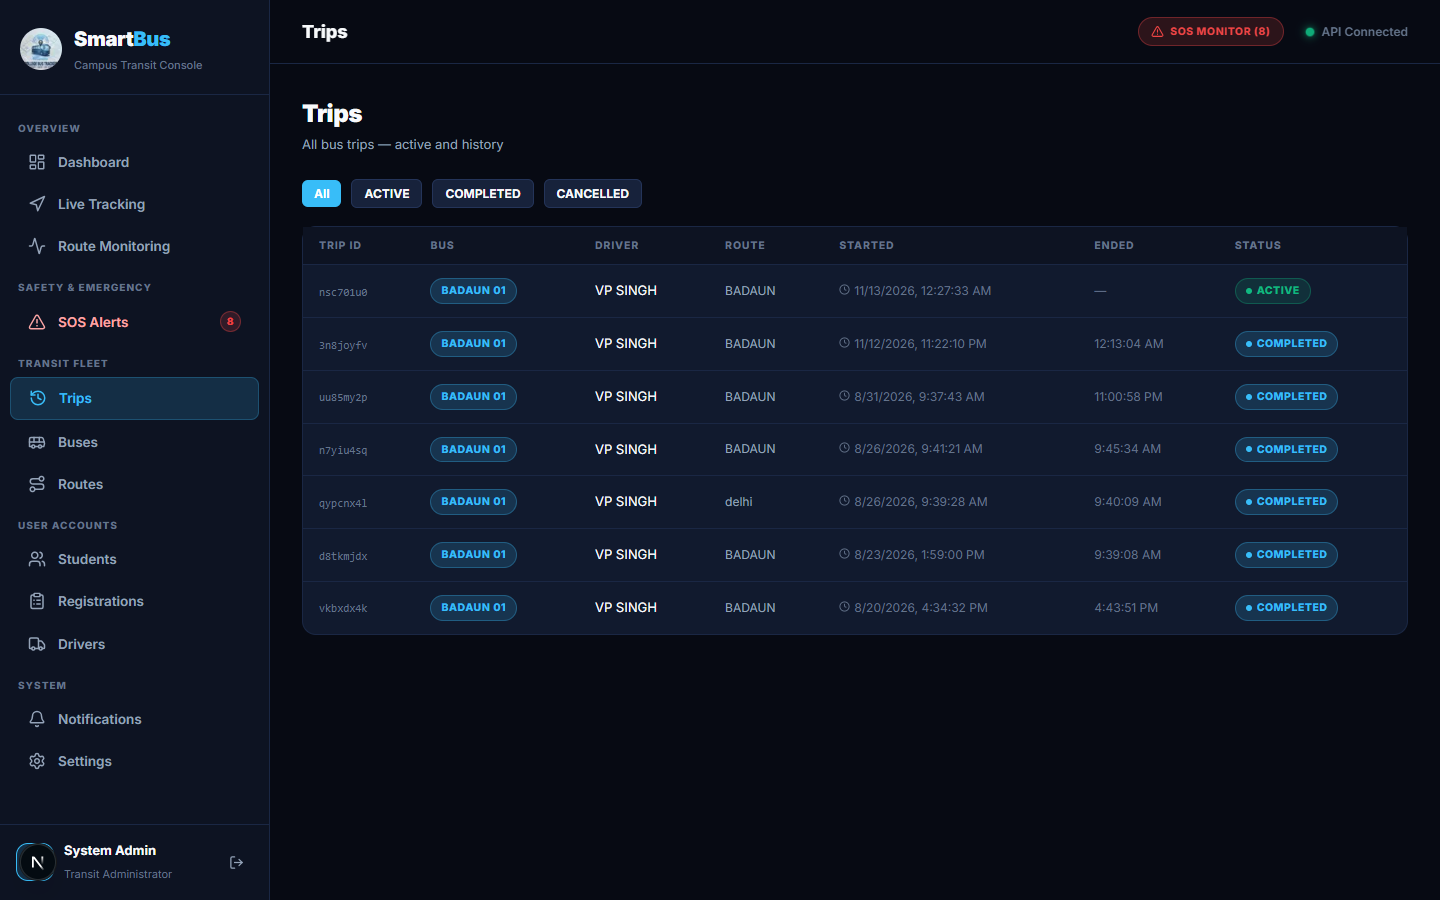 SmartBus
Campus Transit Console
OVERVIEW
Dashboard
Live Tracking
Route Monitoring
SAFETY & EMERGENCY
SOS Alerts 8
TRANSIT FLEET
Trips
Buses
Routes
USER ACCOUNTS
Students
Registrations
Drivers
SYSTEM
Notifications
Settings
N
System Admin
Transit Administrator
Trips
SOS MONITOR (8) API Connected
Trips
All bus trips — active and history
All ACTIVE COMPLETED CANCELLED
TRIP ID BUS DRIVER ROUTE STARTED ENDED STATUS
nsc701u0 BADAUN 01 VP SINGH BADAUN 11/13/2026, 12:27:33 AM — ACTIVE
3n8joyfv BADAUN 01 VP SINGH BADAUN 11/12/2026, 11:22:10 PM 12:13:04 AM COMPLETED
uu85my2p BADAUN 01 VP SINGH BADAUN 8/31/2026, 9:37:43 AM 11:00:58 PM COMPLETED
n7yiu4sq BADAUN 01 VP SINGH BADAUN 8/26/2026, 9:41:21 AM 9:45:34 AM COMPLETED
qypcnx4l BADAUN 01 VP SINGH delhi 8/26/2026, 9:39:28 AM 9:40:09 AM COMPLETED
d8tkmjdx BADAUN 01 VP SINGH BADAUN 8/23/2026, 1:59:00 PM 9:39:08 AM COMPLETED
vkbxdx4k BADAUN 01 VP SINGH BADAUN 8/20/2026, 4:34:32 PM 4:43:51 PM COMPLETED